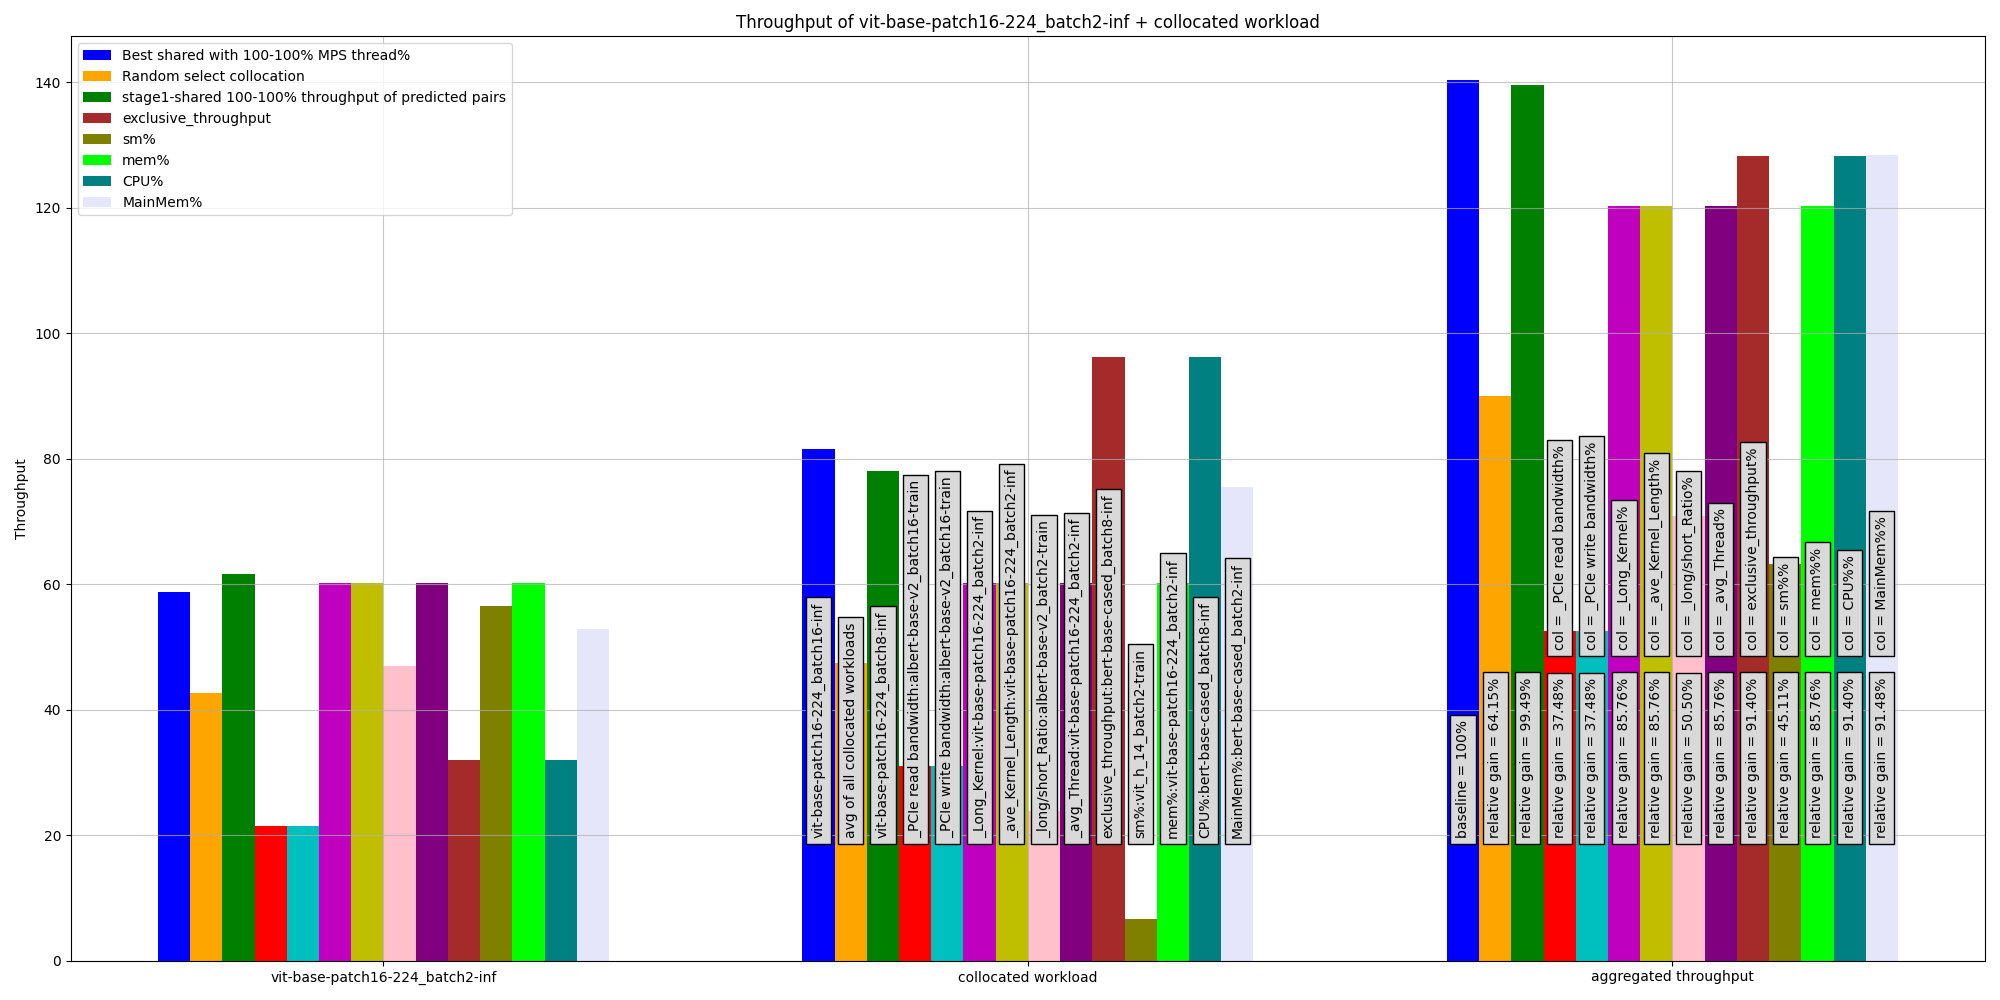 Throughput of vit-base-patch16-224_batch2-inf + collocated workload
Best shared with 100-100% MPS thread%
Random select collocation
stage1-shared 100-100% throughput of predicted pairs
exclusive_throughput
sm%
mem%
CPU%
MainMem%
Throughput
140
120
100
80
60
40
20
0
vit-base-patch16-224_batch16-inf
avg of all collocated workloads
vit-base-patch16-224_batch8-inf
_PCIe read bandwidth:albert-base-v2_batch16-train
_PCIe write bandwidth:albert-base-v2_batch16-train
_Long_Kernel:vit-base-patch16-224_batch2-inf
_ave_Kernel_Length:vit-base-patch16-224_batch2-inf
_long/short_Ratio:albert-base-v2_batch2-train
_avg_Thread:vit-base-patch16-224_batch2-inf
exclusive_throughput:bert-base-cased_batch8-inf
sm%:vit_h_14_batch2-train
mem%:vit-base-patch16-224_batch2-inf
CPU%:bert-base-cased_batch8-inf
MainMem%:bert-base-cased_batch2-inf
col = _PCIe read bandwidth%
col = _PCIe write bandwidth%
col = _Long_Kernel%
col = _ave_Kernel_Length%
col = _long/short_Ratio%
col = _avg_Thread%
col = exclusive_throughput%
col = sm%%
col = mem%%
col = CPU%%
col = MainMem%%
baseline = 100%
relative gain = 64.15%
relative gain = 99.49%
relative gain = 37.48%
relative gain = 37.48%
relative gain = 85.76%
relative gain = 85.76%
relative gain = 50.50%
relative gain = 85.76%
relative gain = 91.40%
relative gain = 45.11%
relative gain = 85.76%
relative gain = 91.40%
relative gain = 91.48%
vit-base-patch16-224_batch2-inf
collocated workload
aggregated throughput